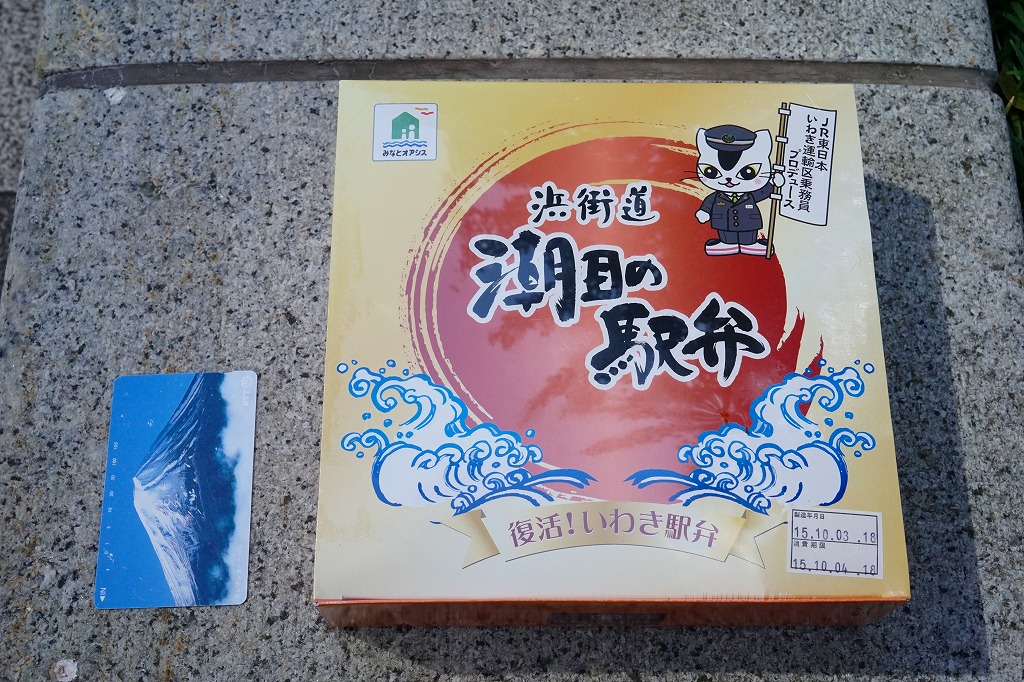 みなとオアシス
JR東日本
いわき運輸区乗務員
プロデュース
浜街道
潮目の
駅弁
復活!いわき駅弁
製造年月日
15.10.03.18
消費期限
15.10.04.18